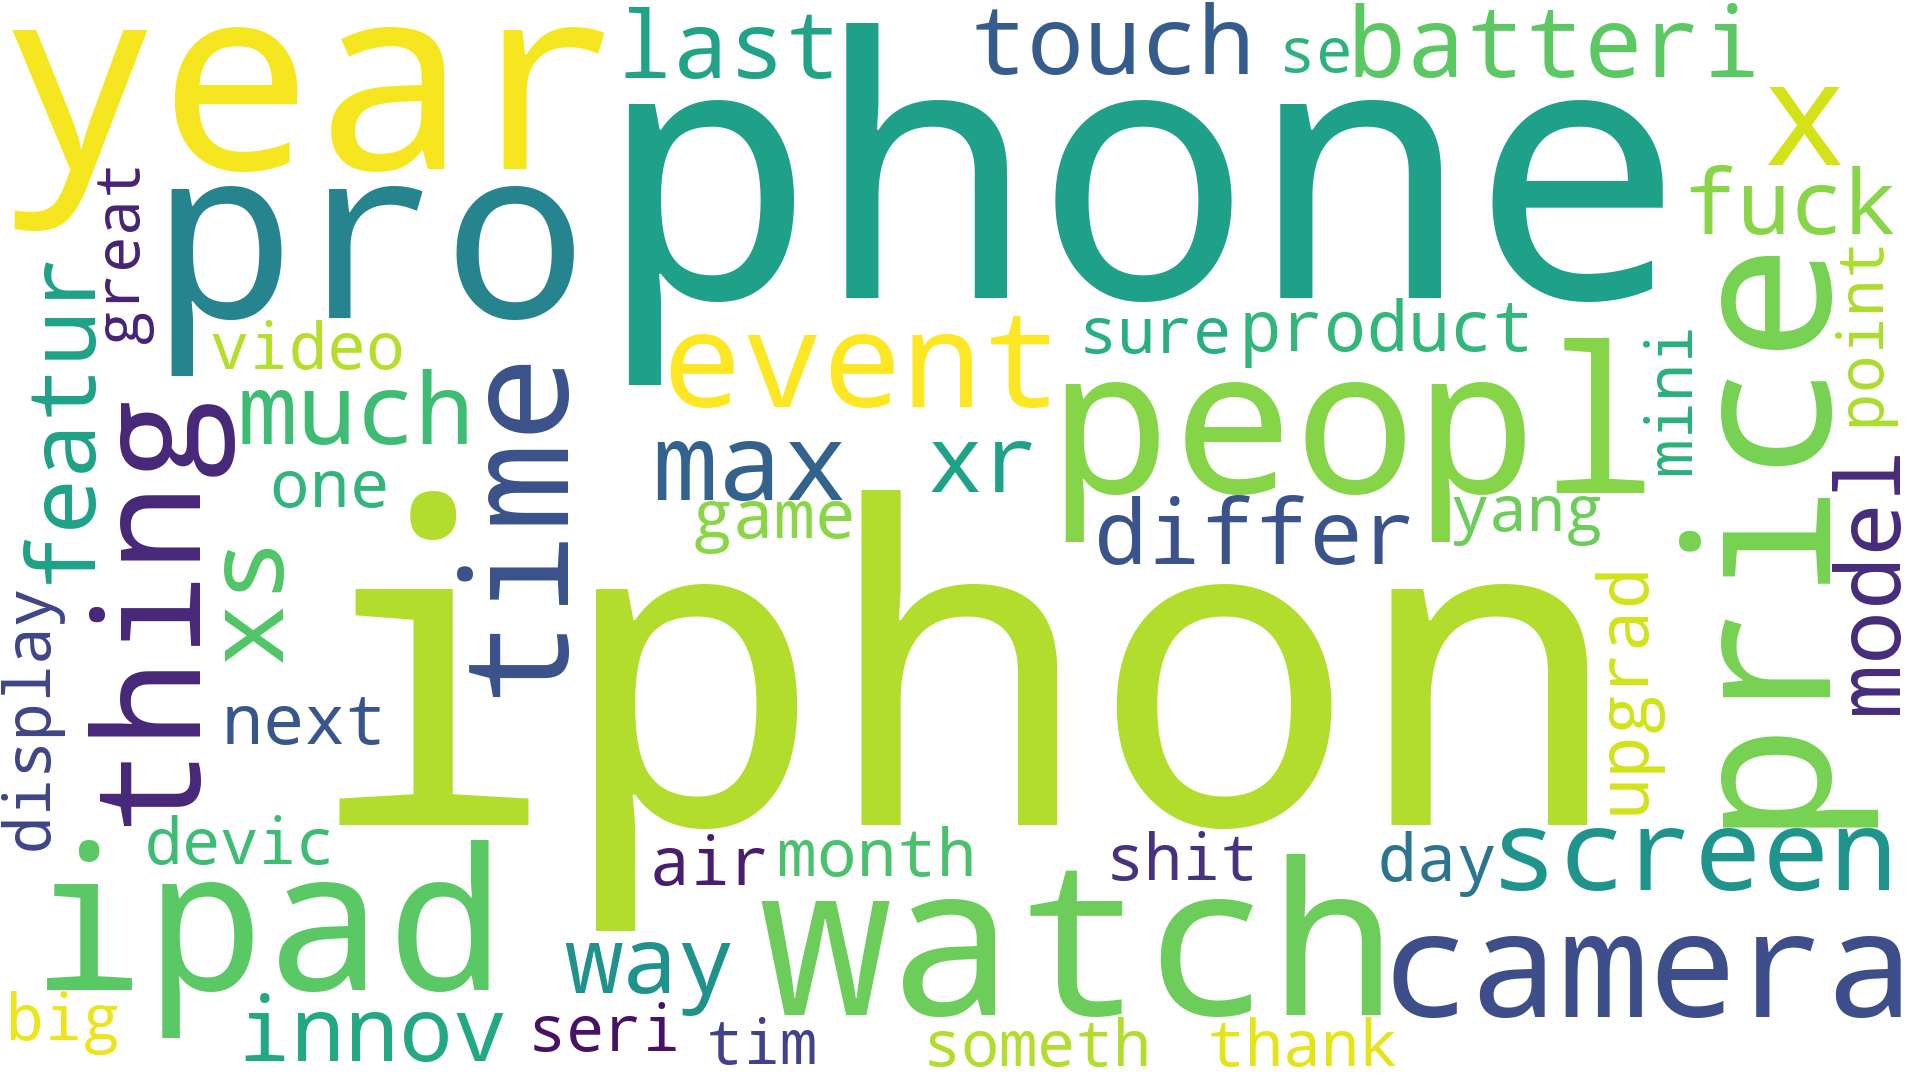 year
last
touch
se
batteri
phone
x
great
pro
fuck
featur
video
event
sure
product
price
point
mini
thing
much
time
max
xr
peopl
one
game
differ
yang
model
xs
iphon
upgrad
display
next
devic
air
month
shit
day
screen
ipad
way
watch
camera
big
innov
seri
tim
someth
thank